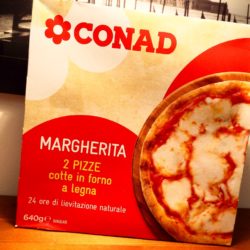 CONAD
MARGHERITA
2 PIZZE
cotte in forno
a legna
24 ore di lievitazione naturale
640g e